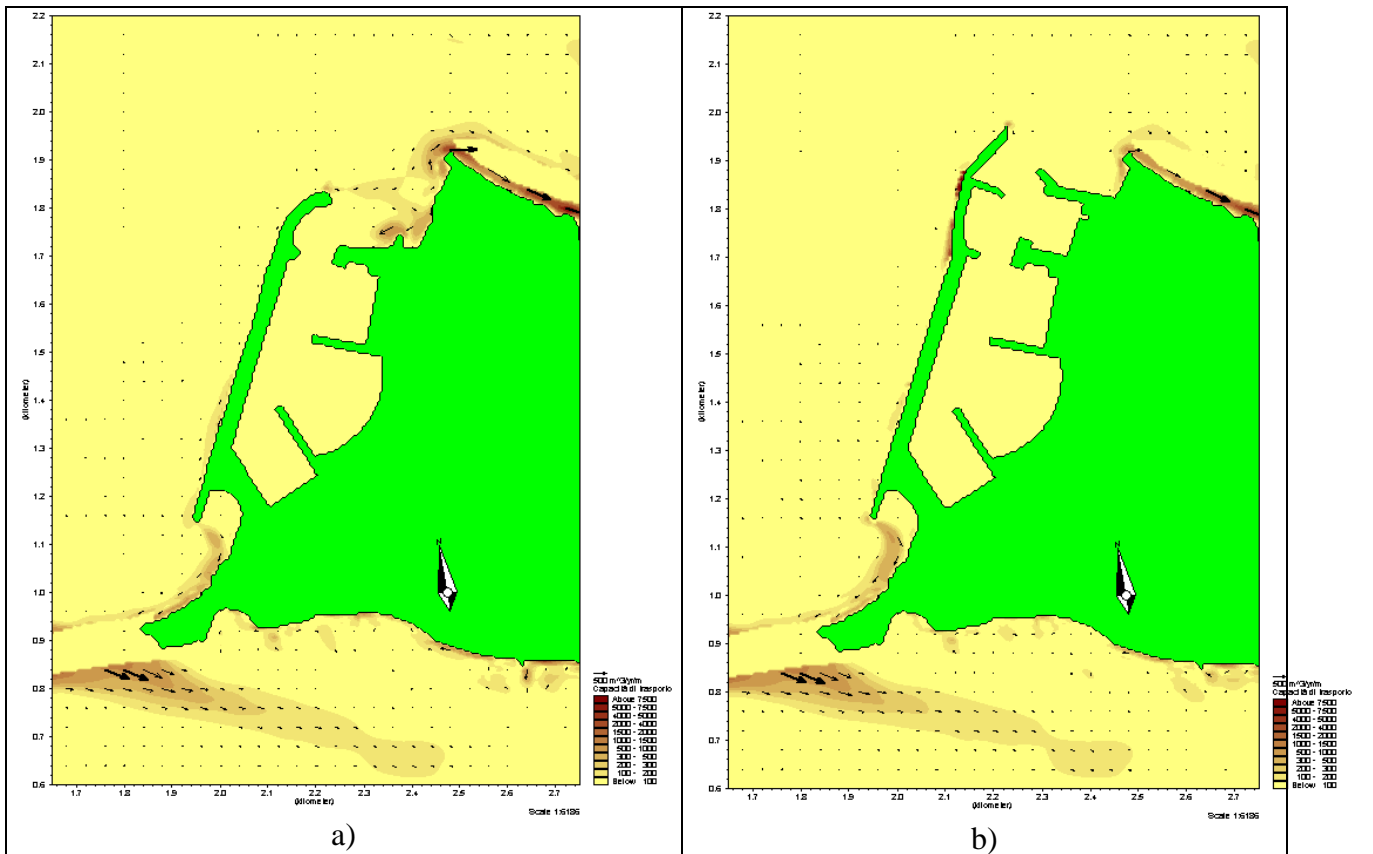 2.2
2.1
2.0
1.9
1.8
1.7
1.6
1.5
(kilometer)
1.4
1.3
1.2
1.1
N
1.0
0.9
0.8
0.7
0.6
1.7 1.8 1.9 2.0 2.1 2.2 2.3 2.4 2.5 2.6 2.7
(kilometer)
Scale 1:6186
500 m^3/yr/m
Capacità di trasporto
Above 7500
5000 - 7500
4000 - 5000
2000 - 4000
1500 - 2000
1000 - 1500
500 - 1000
300 - 500
200 - 300
100 - 200
Below 100
a)
2.2
2.1
2.0
1.9
1.8
1.7
1.6
1.5
(kilometer)
1.4
1.3
1.2
1.1
N
1.0
0.9
0.8
0.7
0.6
1.7 1.8 1.9 2.0 2.1 2.2 2.3 2.4 2.5 2.6 2.7
(kilometer)
Scale 1:6186
500 m^3/yr/m
Capacità di trasporto
Above 7500
5000 - 7500
4000 - 5000
2000 - 4000
1500 - 2000
1000 - 1500
500 - 1000
300 - 500
200 - 300
100 - 200
Below 100
b)